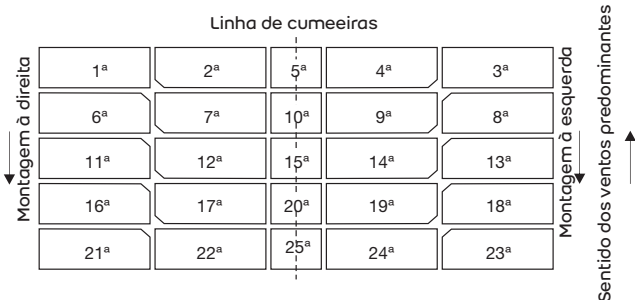 Linha de cumeeiras
Montagem à direita
1ª 2ª 5ª 4ª 3ª
6ª 7ª 10ª 9ª 8ª
11ª 12ª 15ª 14ª 13ª
16ª 17ª 20ª 19ª 18ª
21ª 22ª 25ª 24ª 23ª
Montagem à esquerda
Sentido dos ventos predominantes